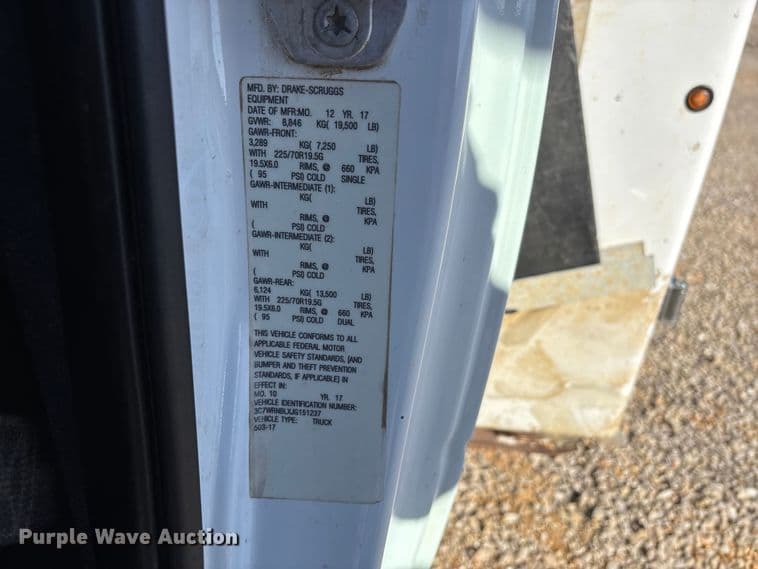 MFD. BY: DRAKE-SCRUGGS
EQUIPMENT
DATE OF MFR:MO. 12 YR. 17
GVWR: 8,846 KG( 19,500 LB)
GAWR-FRONT:
3,289 KG( 7,250 LB)
WITH 225/70R19.5G TIRES,
19.5X6.0 RIMS, @ 660 KPA
( 95 PSI) COLD SINGLE
GAWR-INTERMEDIATE (1):
KG( LB)
WITH TIRES,
RIMS, @ KPA
( PSI) COLD
GAWR-INTERMEDIATE (2):
KG( LB)
WITH TIRES,
RIMS, @ KPA
( PSI) COLD
GAWR-REAR:
6,124 KG( 13,500 LB)
WITH 225/70R19.5G TIRES,
19.5X6.0 RIMS, @ 660 KPA
( 95 PSI) COLD DUAL
THIS VEHICLE CONFORMS TO ALL
APPLICABLE FEDERAL MOTOR
VEHICLE SAFETY STANDARDS, (AND
BUMPER AND THEFT PREVENTION
STANDARDS, IF APPLICABLE) IN
EFFECT IN:
MO. 10 YR. 17
VEHICLE IDENTIFICATION NUMBER:
VEHICLE TYPE: TRUCK
503-17
Purple Wave Auction